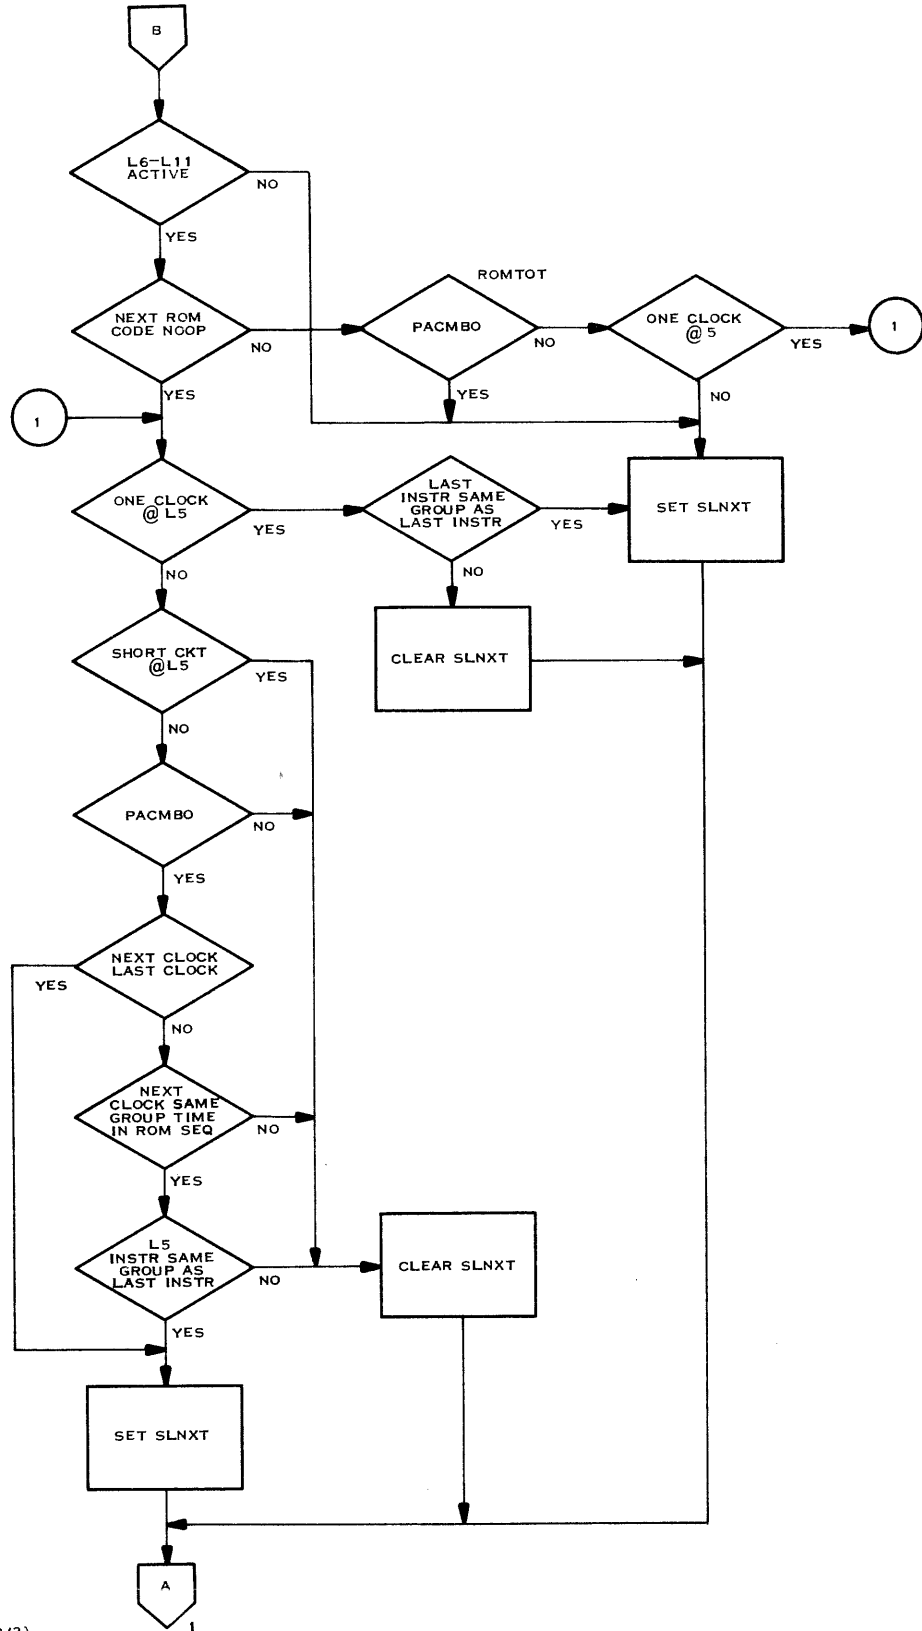 B
L6-L11
ACTIVE
NO
YES
ROMTOT
NEXT ROM
CODE NOOP
NO
PACMBO
NO
ONE CLOCK
@ 5
YES
1
YES
YES
NO
1
ONE CLOCK
@ L5
YES
LAST
INSTR SAME
GROUP AS
LAST INSTR
YES
SET SLNXT
NO
NO
SHORT CKT
@ L5
YES
CLEAR SLNXT
NO
PACMBO
NO
YES
NEXT CLOCK
LAST CLOCK
YES
NO
NEXT
CLOCK SAME
GROUP TIME
IN ROM SEQ
NO
YES
L5
INSTR SAME
GROUP AS
LAST INSTR
NO
CLEAR SLNXT
YES
SET SLNXT
A
1